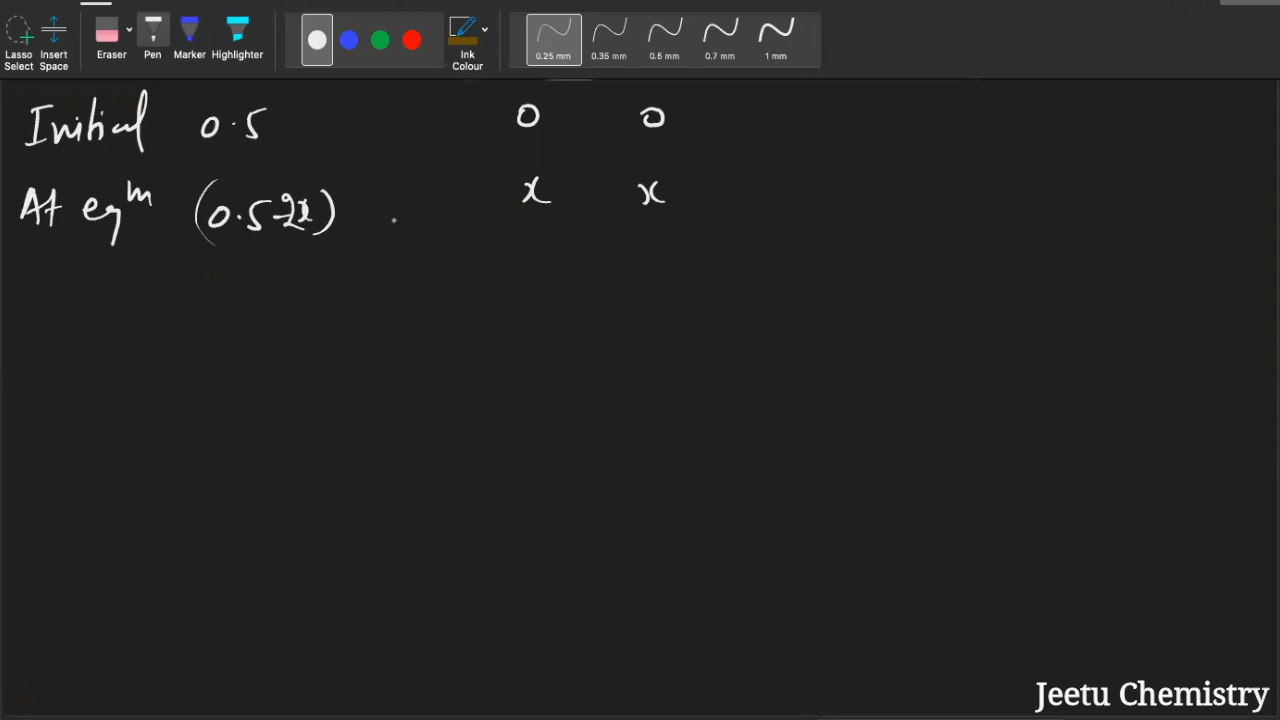 Lasso Select
Insert Space
Eraser
Pen
Marker
Highlighter
Ink Colour
0.25 mm
0.35 mm
0.5 mm
0.7 mm
1 mm
Initial 0.5 0 0
At eqᵐ (0.5-2x) x x
Jeetu Chemistry